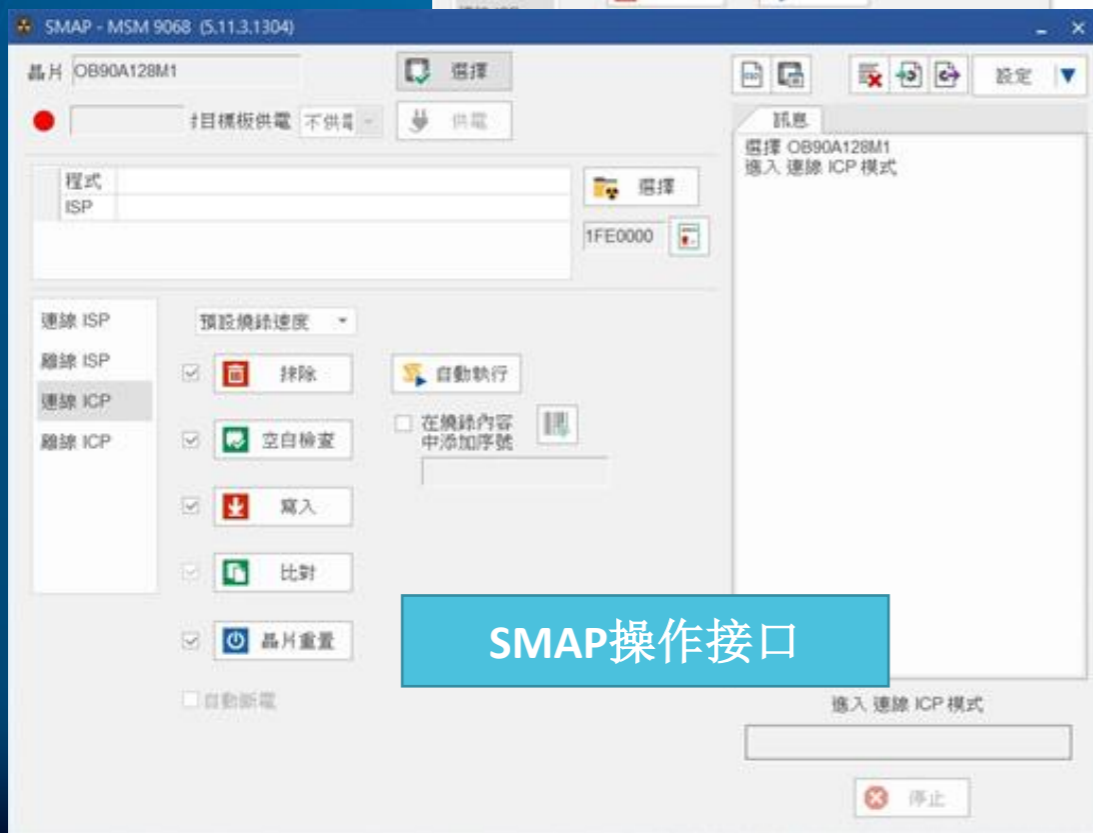 SMAP - MSM 9068 (5.11.3.1304)
晶片 OB90A128M1
選擇
設定
目標板供電 不供電
供電
訊息
選擇 OB90A128M1
進入 連線 ICP 模式
程式
ISP
選擇
1FE0000
連線 ISP
離線 ISP
連線 ICP
離線 ICP
預設燒錄速度
抹除
自動執行
空白檢查
在燒錄內容
中添加序號
寫入
比對
晶片重置
SMAP操作接口
自動斷電
進入 連線 ICP 模式
停止